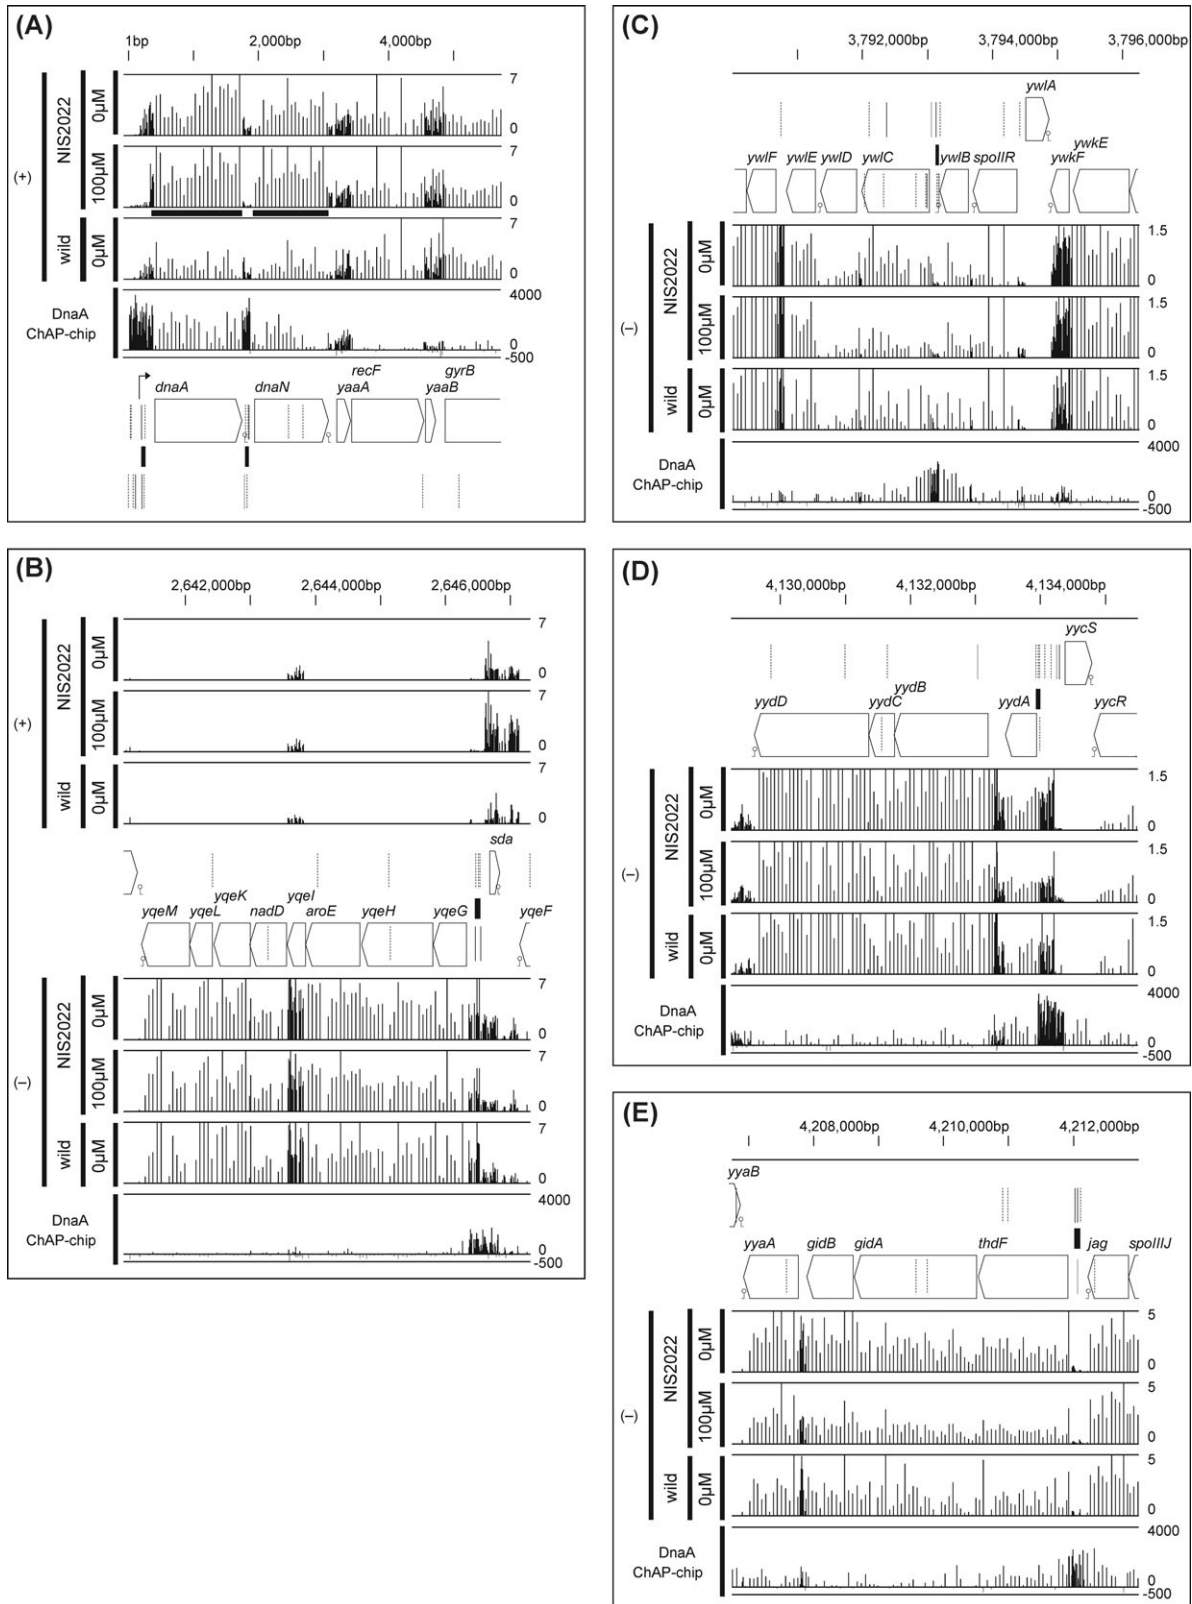 (A)
1bp 2,000bp 4,000bp
(+)
NIS2022
0µM
7
0
100µM
7
0
wild
0µM
7
0
DnaA
ChAP-chip
4000
-500
recF gyrB
dnaA dnaN yaaA yaaB
(B)
2,642,000bp 2,644,000bp 2,646,000bp
(+)
NIS2022
0µM
7
0
100µM
7
0
wild
0µM
7
0
sda
yqeK yqeI
yqeM yqeL nadD aroE yqeH yqeG yqeF
(–)
NIS2022
0µM
7
0
100µM
7
0
wild
0µM
7
0
DnaA
ChAP-chip
4000
0
-500
(C)
3,792,000bp 3,794,000bp 3,796,000bp
ywlA
ywkE
ywlF ywlE ywlD ywlC ywlB spoIIR ywkF
(–)
NIS2022
0µM
1.5
0
100µM
1.5
0
wild
0µM
1.5
0
DnaA
ChAP-chip
4000
0
-500
(D)
4,130,000bp 4,132,000bp 4,134,000bp
yycS
yydB
yydD yydC yydA yycR
(–)
NIS2022
0µM
1.5
0
100µM
1.5
0
wild
0µM
1.5
0
DnaA
ChAP-chip
4000
0
-500
(E)
4,208,000bp 4,210,000bp 4,212,000bp
yyaB
yyaA gidB gidA thdF jag spoIIIJ
(–)
NIS2022
0µM
5
0
100µM
5
0
wild
0µM
5
0
DnaA
ChAP-chip
4000
0
-500